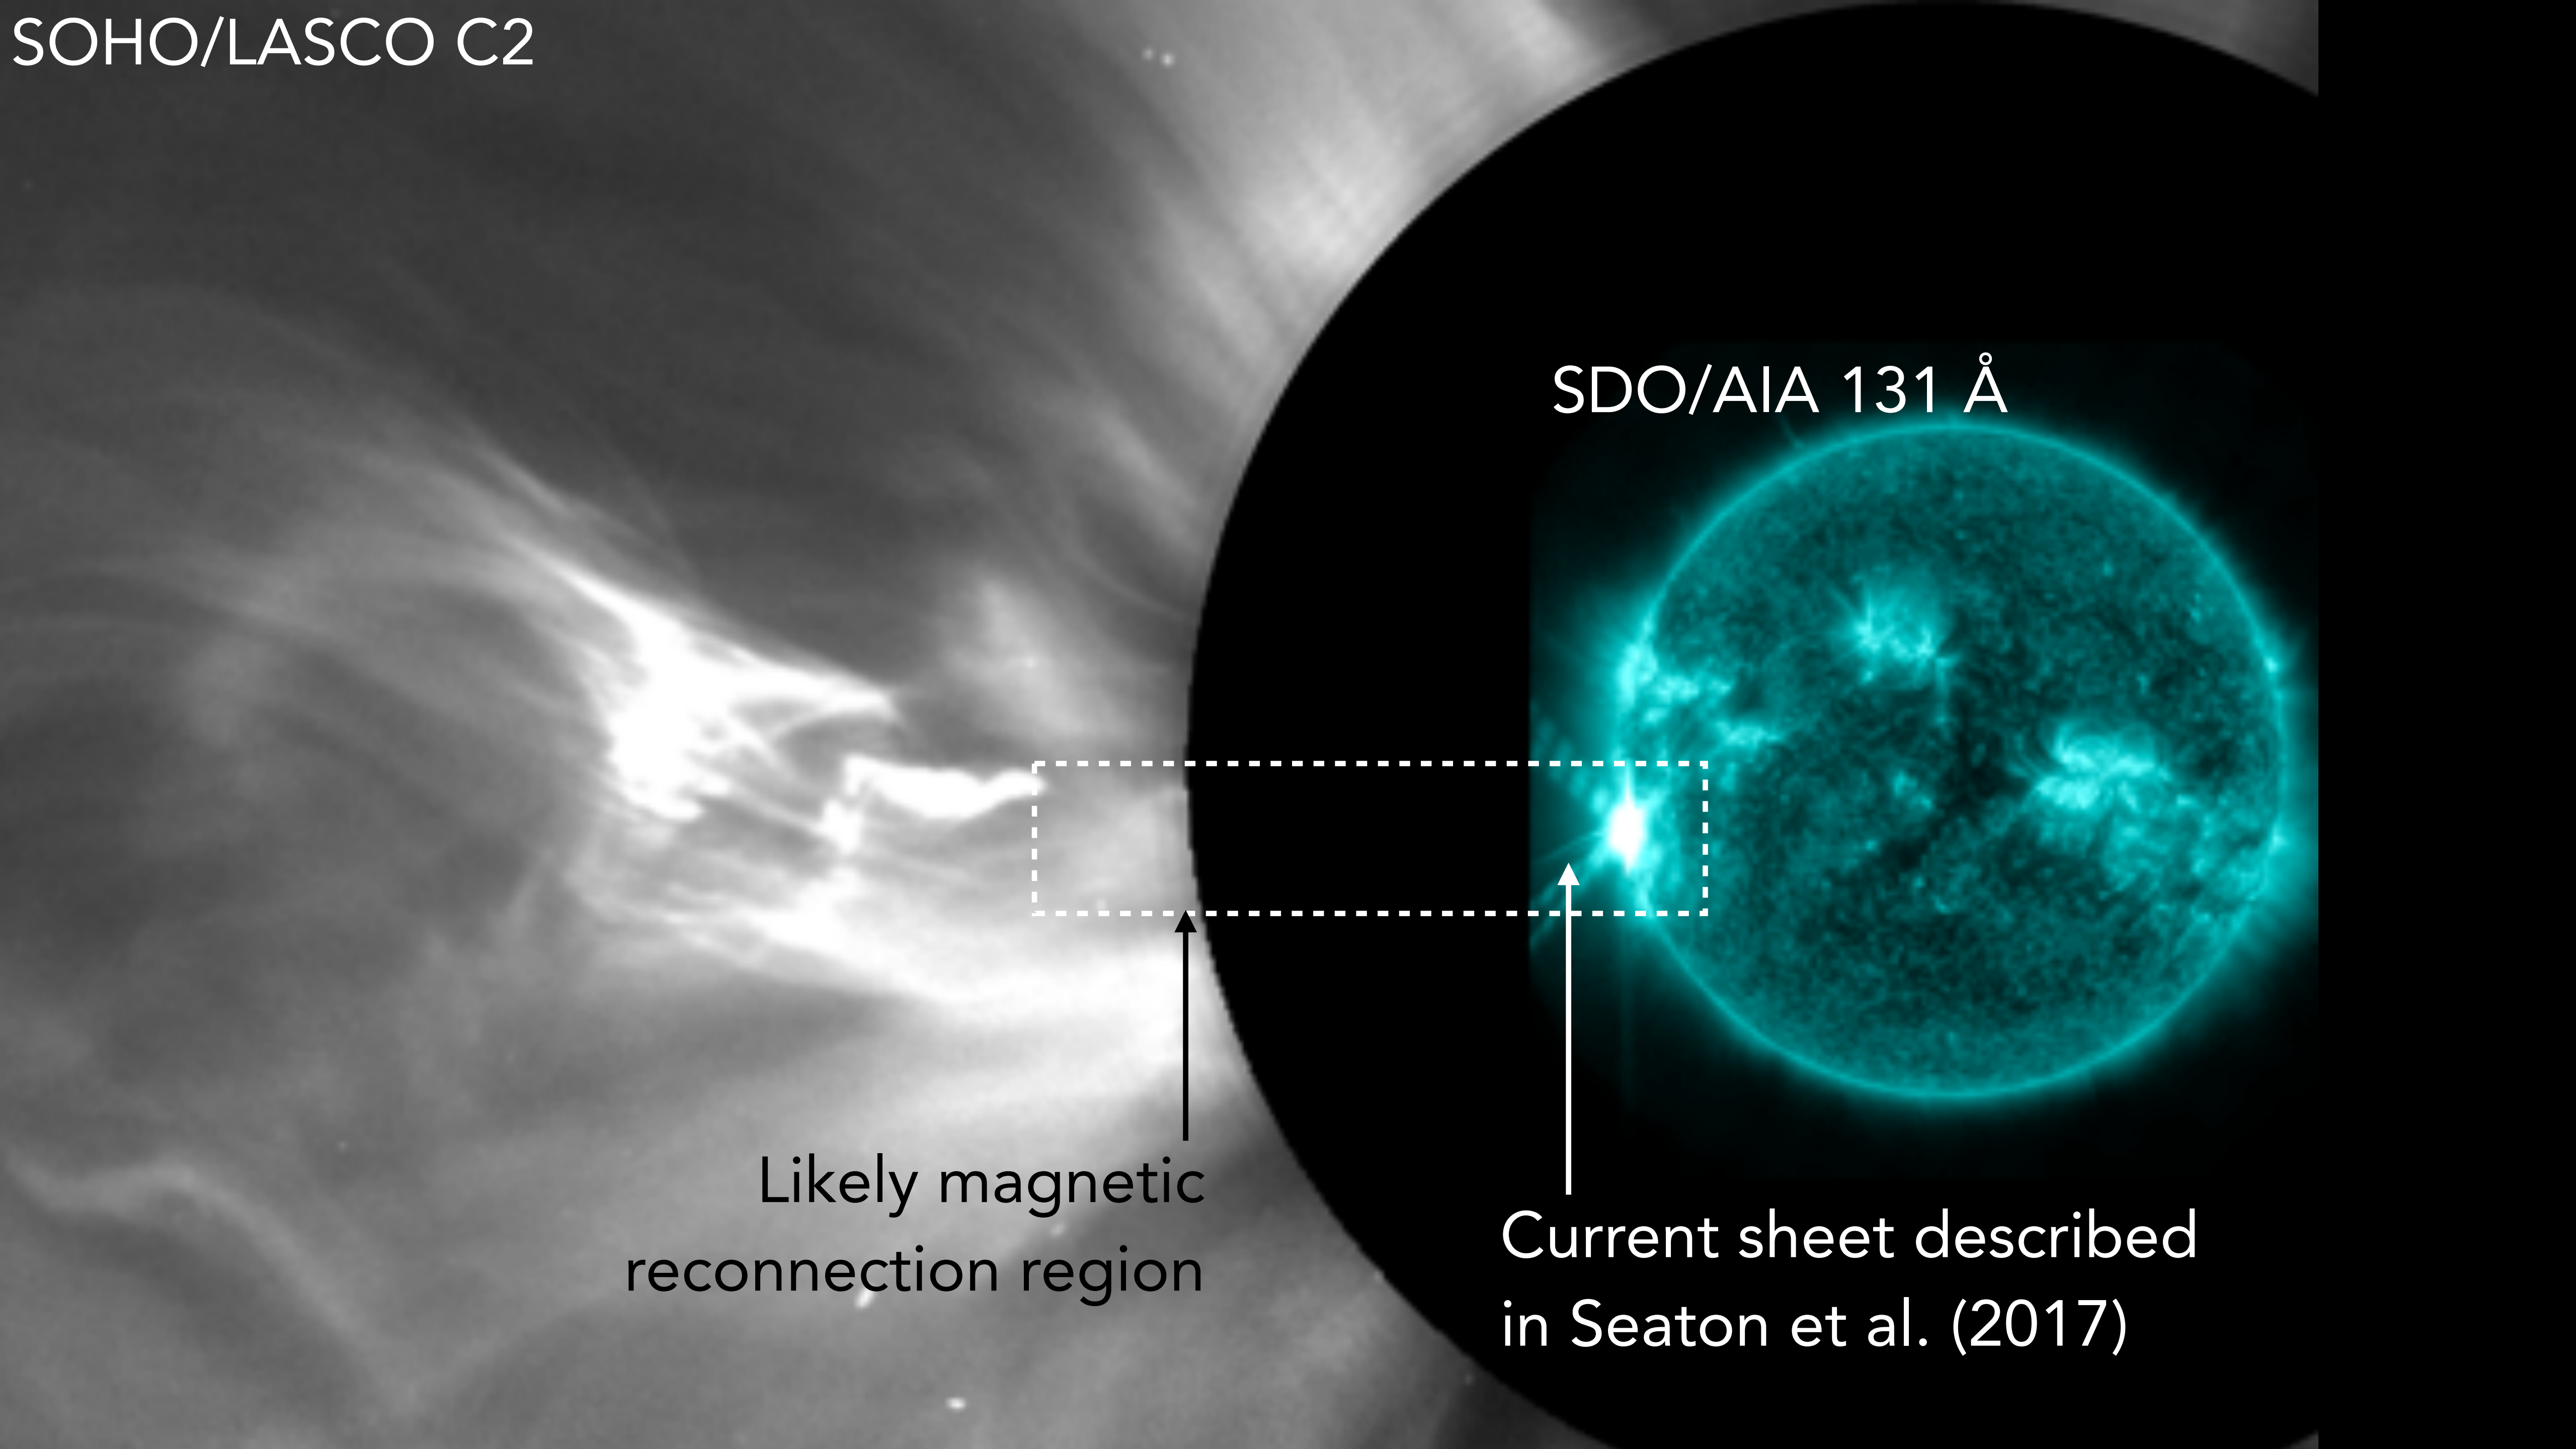 SOHO/LASCO C2
SDO/AIA 131 Å
Likely magnetic
reconnection region
Current sheet described
in Seaton et al. (2017)